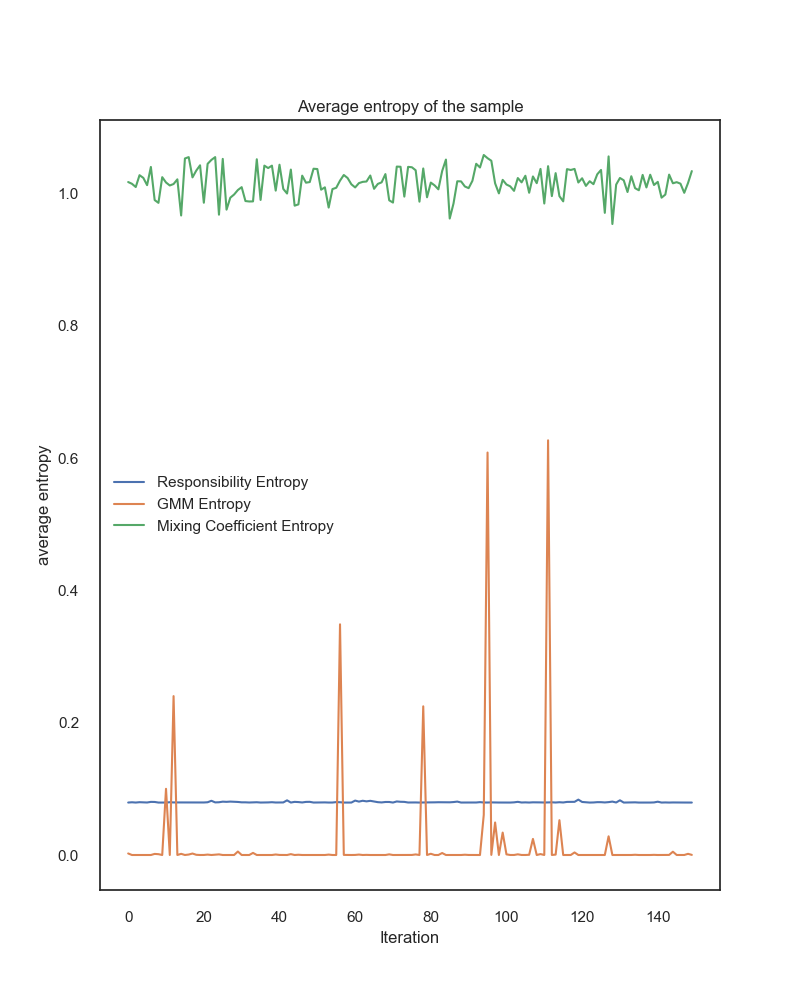 Average entropy of the sample
1.0
0.8
0.6
0.4
0.2
0.0
average entropy
Responsibility Entropy
GMM Entropy
Mixing Coefficient Entropy
0 20 40 60 80 100 120 140
Iteration